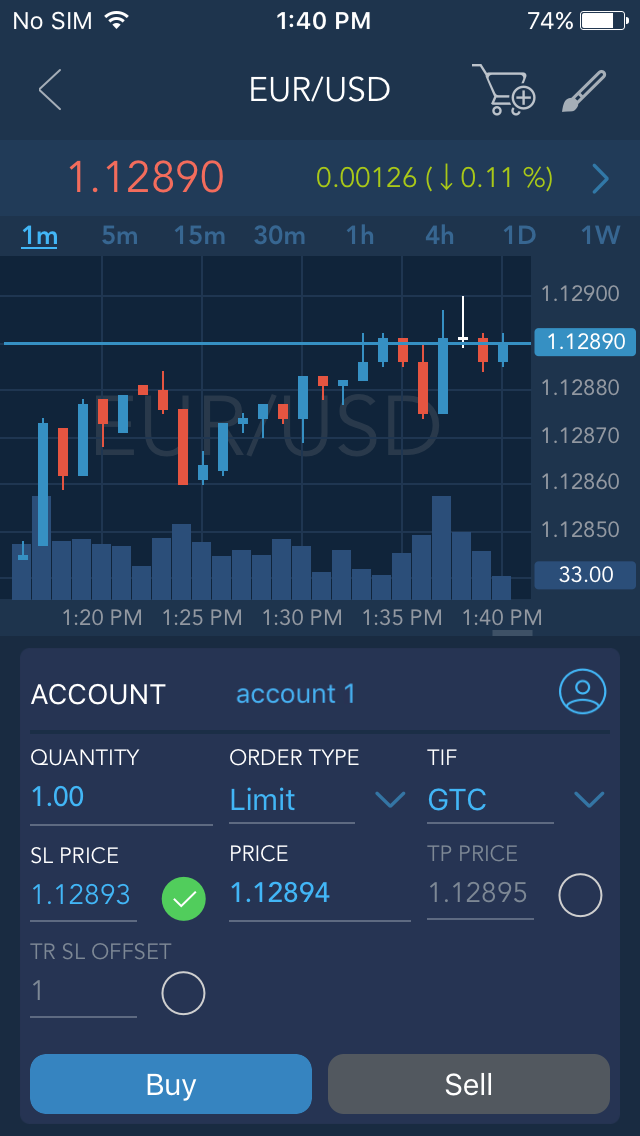 No SIM 1:40 PM 74%
EUR/USD
1.12890 0.00126 (↓0.11 %)
1m 5m 15m 30m 1h 4h 1D 1W
1.12900
1.12890
1.12880
EUR/USD
1.12870
1.12860
1.12850
33.00
1:20 PM 1:25 PM 1:30 PM 1:35 PM 1:40 PM
ACCOUNT account 1
QUANTITY ORDER TYPE TIF
1.00 Limit GTC
SL PRICE PRICE TP PRICE
1.12893 1.12894 1.12895
TR SL OFFSET
1
Buy Sell